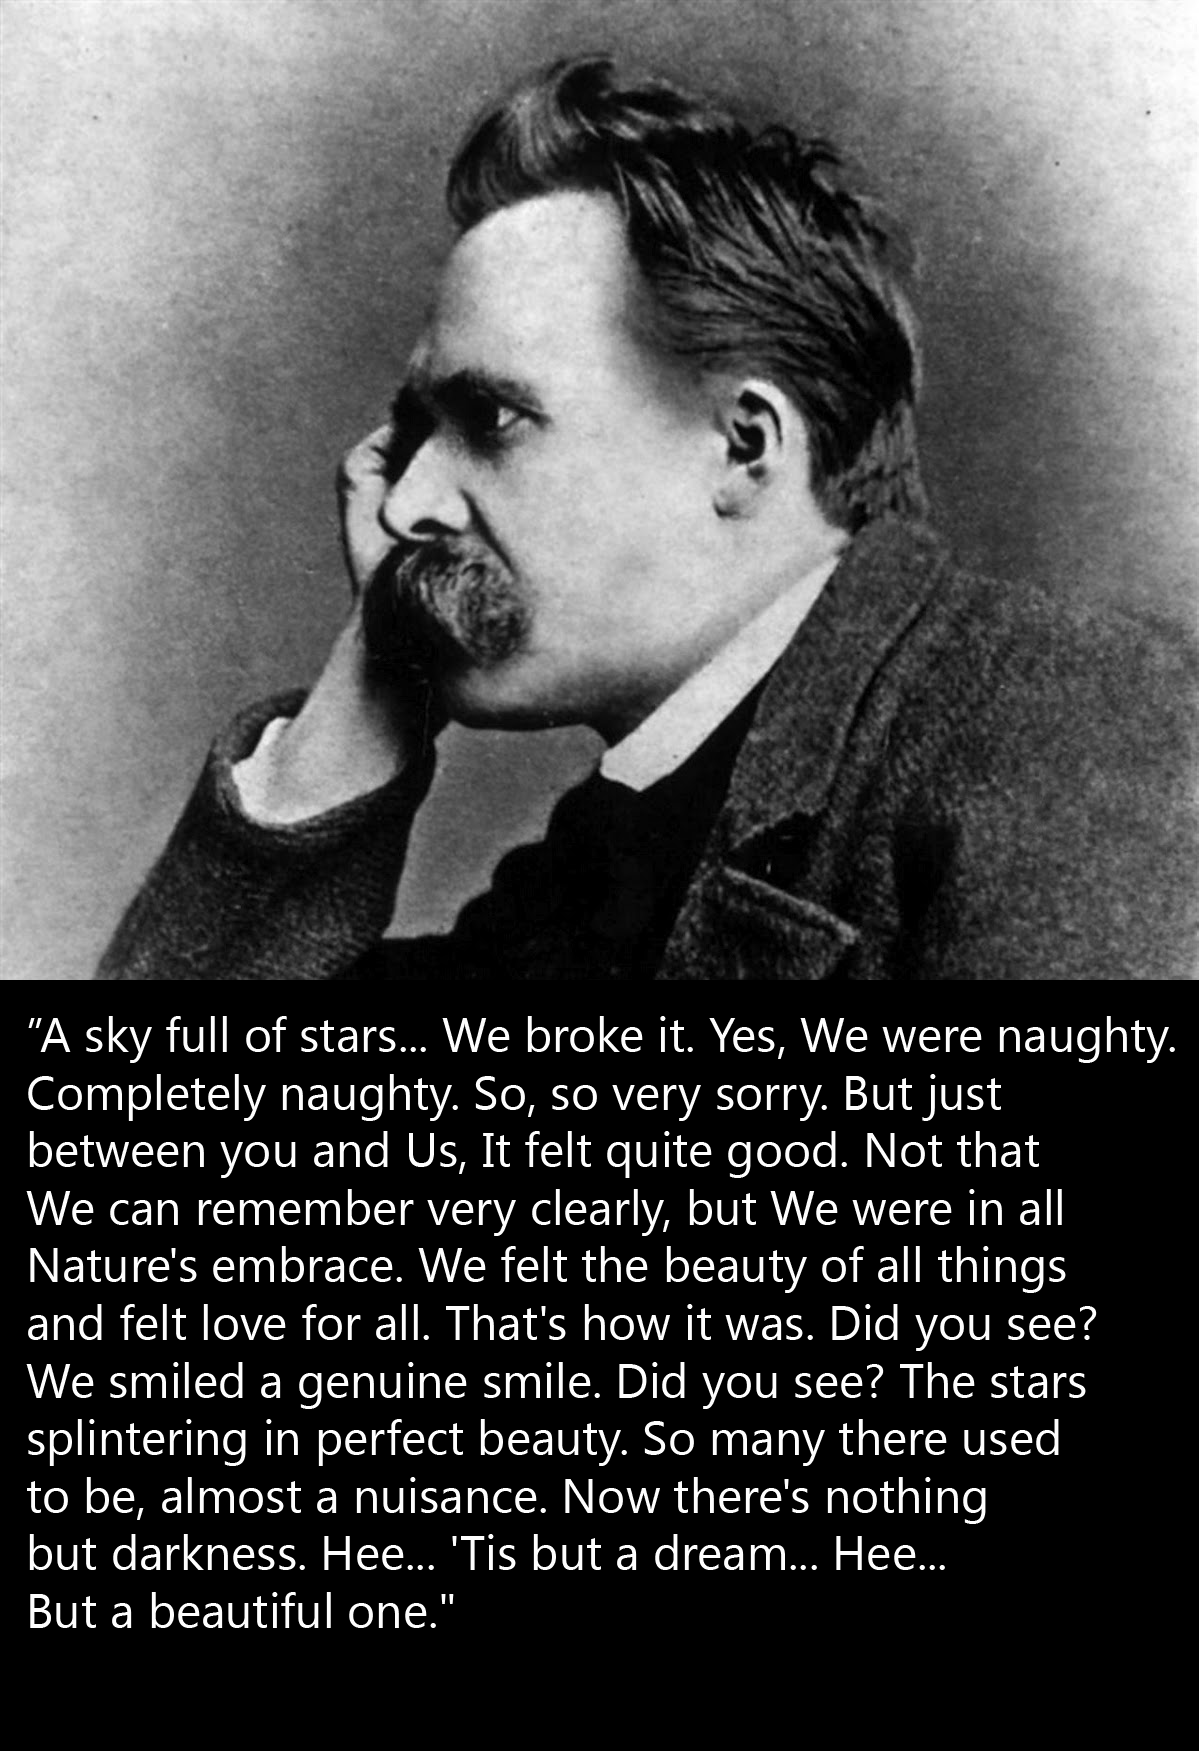 "A sky full of stars... We broke it. Yes, We were naughty.
Completely naughty. So, so very sorry. But just
between you and Us, It felt quite good. Not that
We can remember very clearly, but We were in all
Nature's embrace. We felt the beauty of all things
and felt love for all. That's how it was. Did you see?
We smiled a genuine smile. Did you see? The stars
splintering in perfect beauty. So many there used
to be, almost a nuisance. Now there's nothing
but darkness. Hee... 'Tis but a dream... Hee...
But a beautiful one."